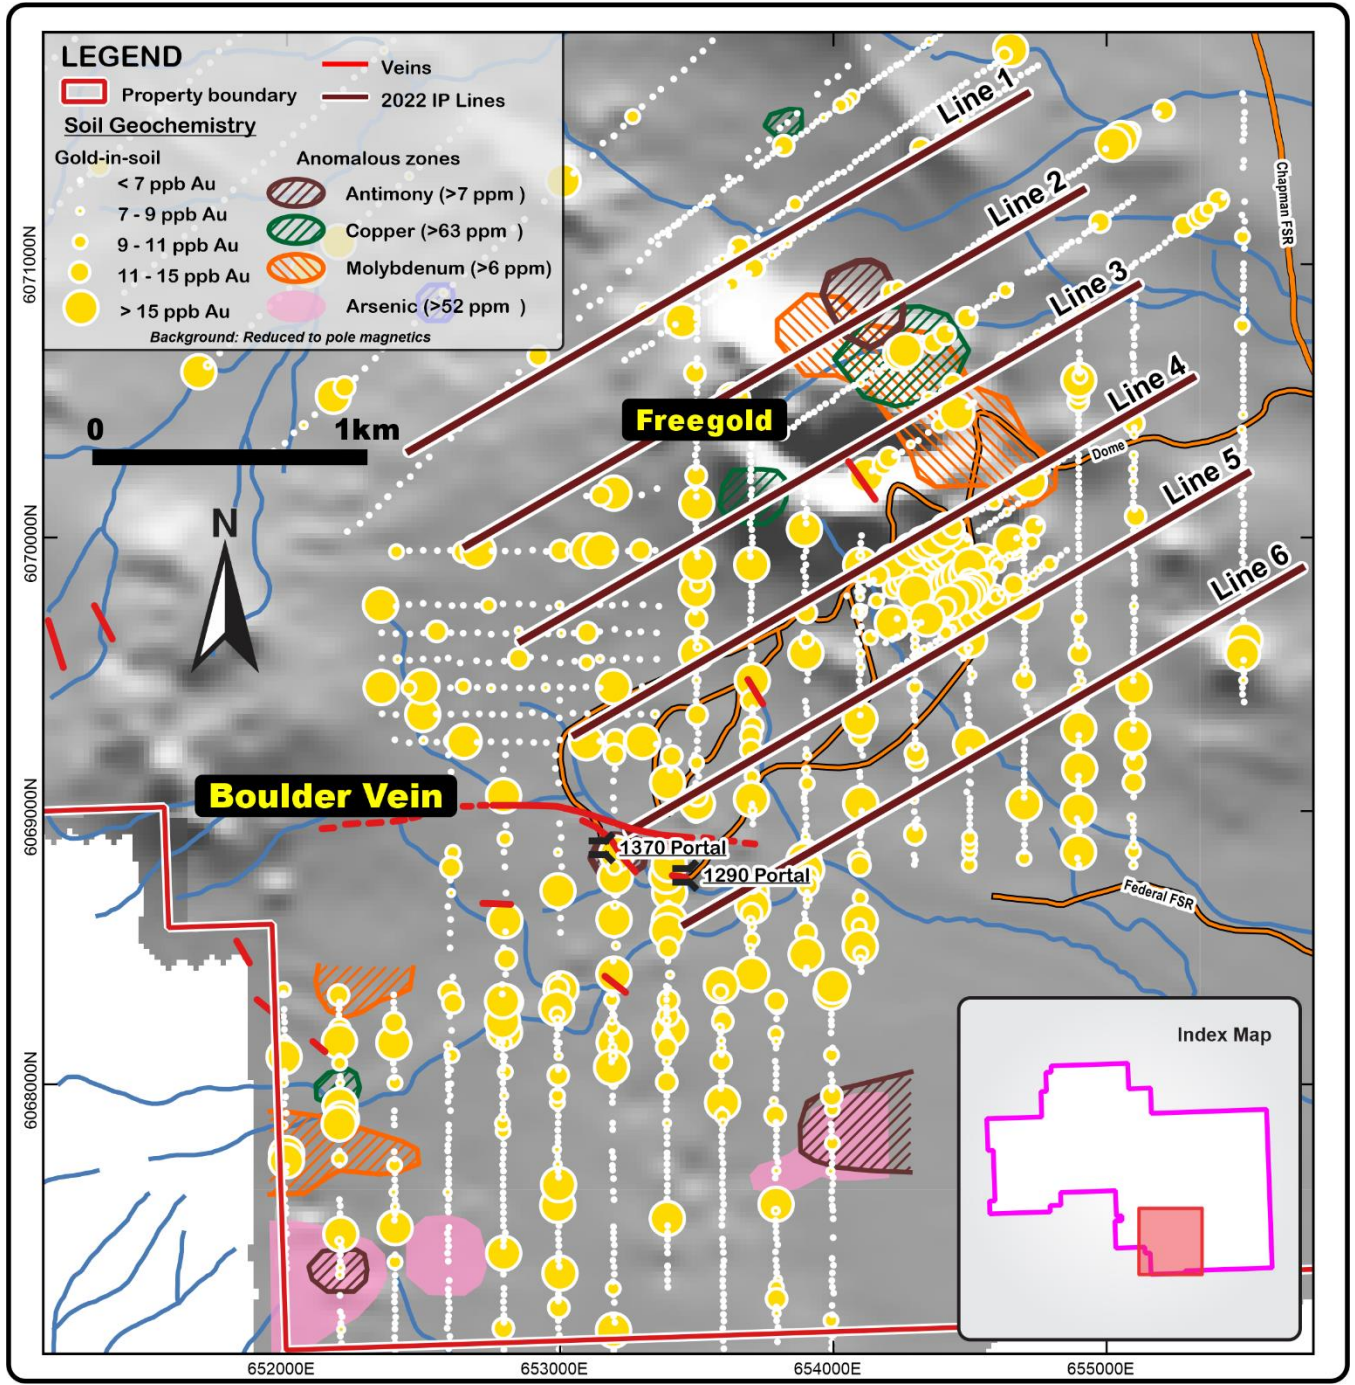 LEGEND
Property boundary
Veins
2022 IP Lines
Soil Geochemistry
Gold-in-soil
< 7 ppb Au
7 - 9 ppb Au
9 - 11 ppb Au
11 - 15 ppb Au
> 15 ppb Au
Anomalous zones
Antimony (>7 ppm )
Copper (>63 ppm )
Molybdenum (>6 ppm)
Arsenic (>52 ppm )
Background: Reduced to pole magnetics
0 1km
N
Line 1
Line 2
Line 3
Line 4
Line 5
Line 6
Chapman FSR
Freegold
Dome
Boulder Vein
1370 Portal
1290 Portal
Federal FSR
Index Map
6071000N
6070000N
6069000N
6068000N
652000E
653000E
654000E
655000E